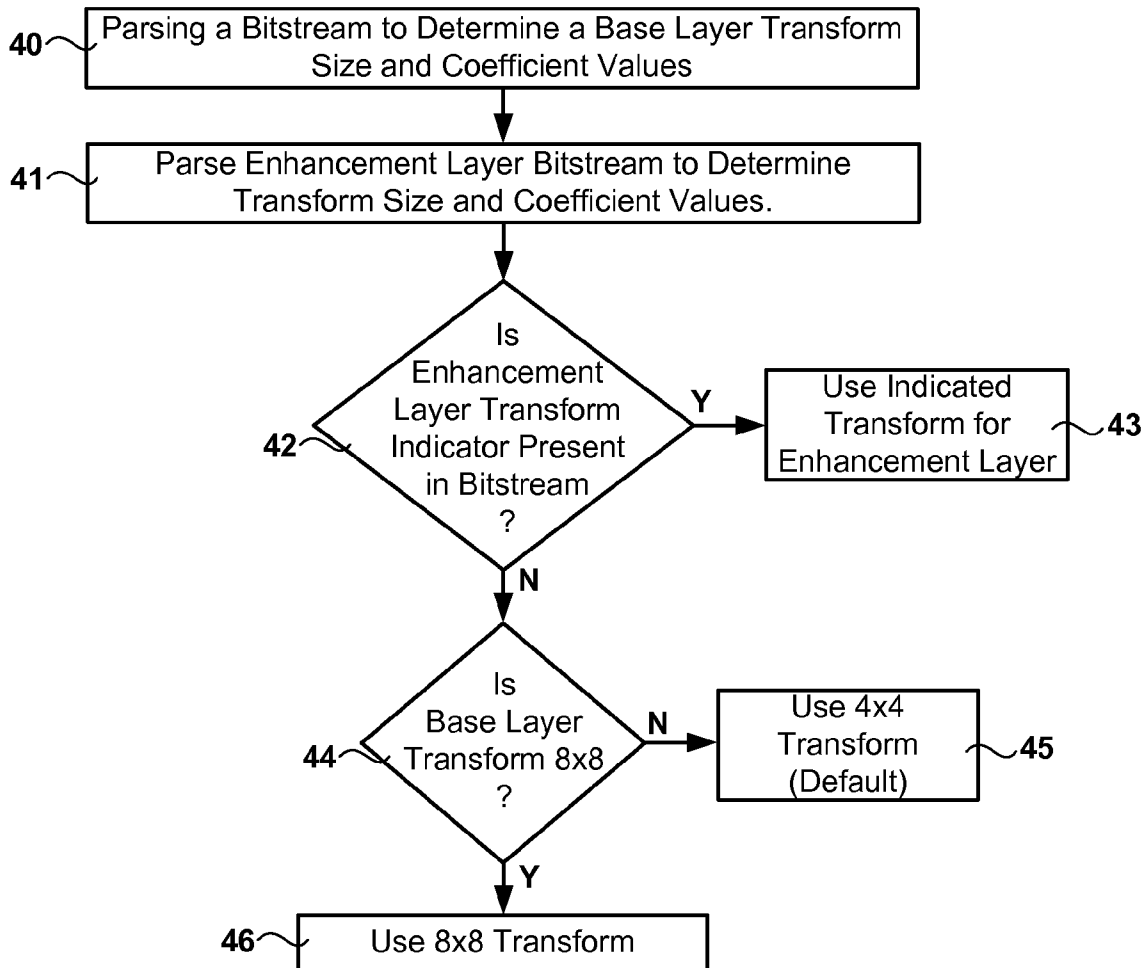 40
Parsing a Bitstream to Determine a Base Layer Transform
Size and Coefficient Values
41
Parse Enhancement Layer Bitstream to Determine
Transform Size and Coefficient Values.
42
Is
Enhancement
Layer Transform
Indicator Present
in Bitstream
?
Y
Use Indicated
Transform for
Enhancement Layer
43
N
44
Is
Base Layer
Transform 8x8
?
N
Use 4x4
Transform
(Default)
45
Y
46
Use 8x8 Transform